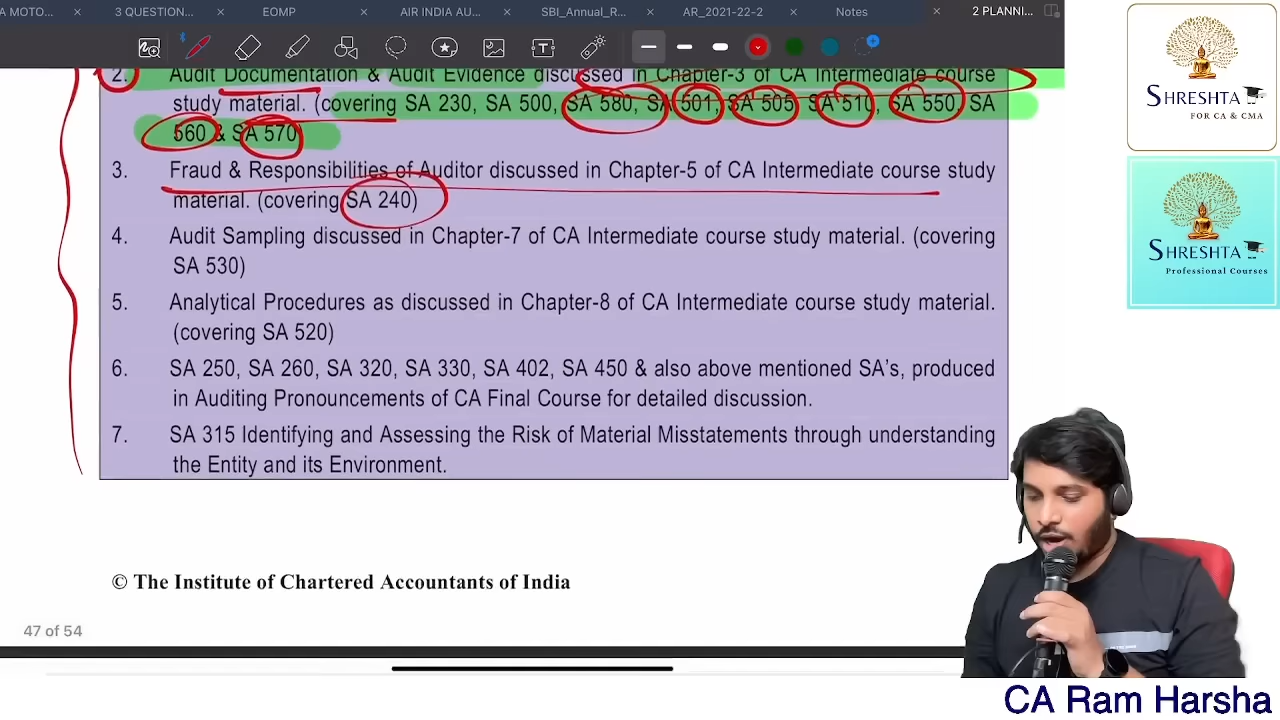 A MOTO...
3 QUESTION...
EOMP
AIR INDIA AU...
SBI_Annual_R...
AR_2021-22-2
Notes
2 PLANNI...
2. Audit Documentation & Audit Evidence discussed in Chapter-3 of CA Intermediate course
study material. (covering SA 230, SA 500, SA 580, SA 501, SA 505, SA 510, SA 550, SA
560 & SA 570)
3. Fraud & Responsibilities of Auditor discussed in Chapter-5 of CA Intermediate course study
material. (covering SA 240)
4. Audit Sampling discussed in Chapter-7 of CA Intermediate course study material. (covering
SA 530)
5. Analytical Procedures as discussed in Chapter-8 of CA Intermediate course study material.
(covering SA 520)
6. SA 250, SA 260, SA 320, SA 330, SA 402, SA 450 & also above mentioned SA's, produced
in Auditing Pronouncements of CA Final Course for detailed discussion.
7. SA 315 Identifying and Assessing the Risk of Material Misstatements through understanding
the Entity and its Environment.
© The Institute of Chartered Accountants of India
47 of 54
SHRESHTA
FOR CA & CMA
SHRESHTA
Professional Courses
CA Ram Harsha